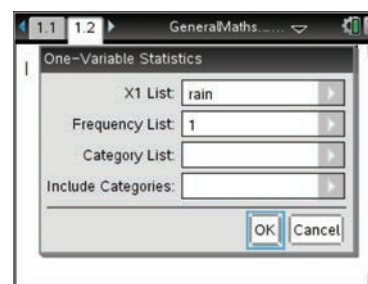 1.1 1.2 GeneralMaths......
One-Variable Statistics
X1 List: rain
Frequency List: 1
Category List:
Include Categories:
OK Cancel